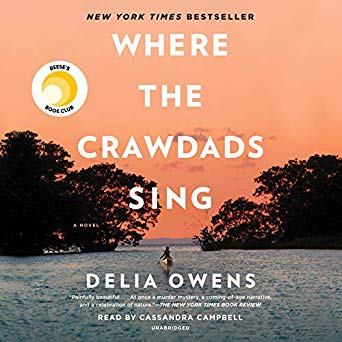 NEW YORK TIMES BESTSELLER
WHERE
THE
CRAWDADS
SING
REESE'S
BOOK CLUB
A NOVEL
DELIA OWENS
"Painfully beautiful . . . At once a murder mystery, a coming-of-age narrative,
and a celebration of nature."—THE NEW YORK TIMES BOOK REVIEW
READ BY CASSANDRA CAMPBELL
UNABRIDGED